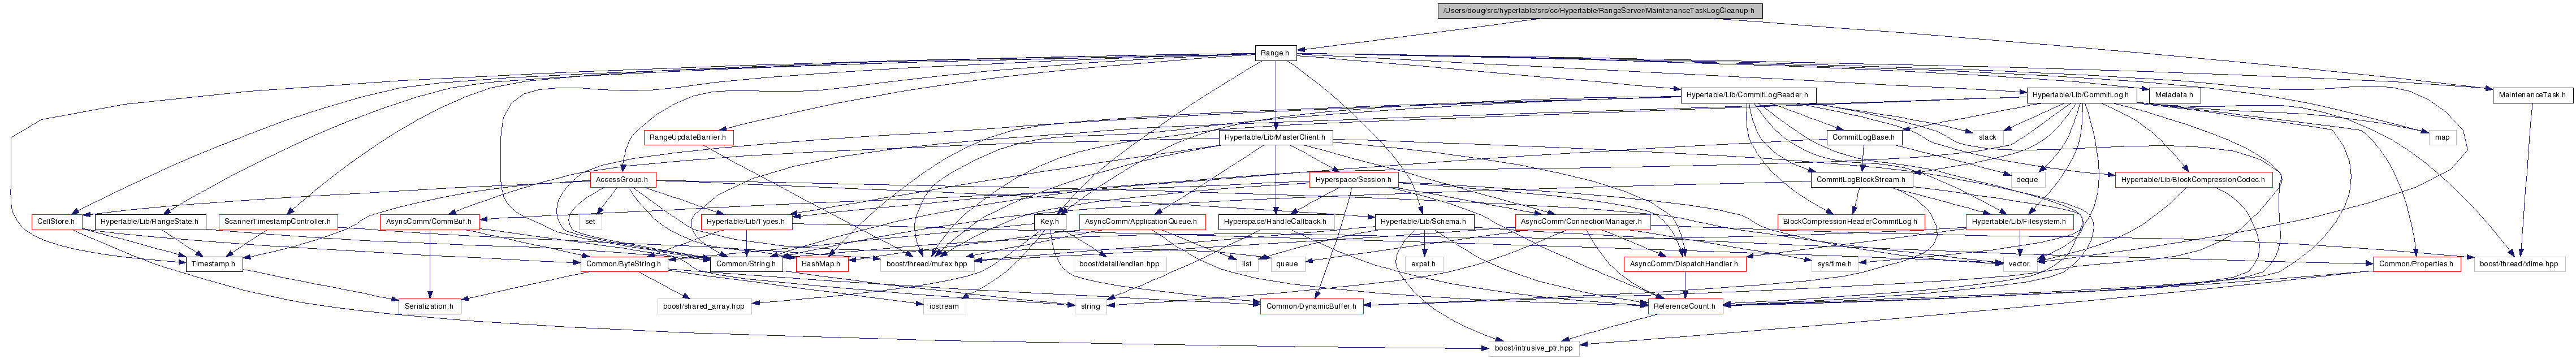 /Users/doug/src/hypertable/src/cc/Hypertable/RangeServer/MaintenanceTaskLogCleanup.h
Range.h
Hypertable/Lib/CommitLogReader.h
Hypertable/Lib/CommitLog.h
Metadata.h
MaintenanceTask.h
RangeUpdateBarrier.h
Hypertable/Lib/MasterClient.h
CommitLogBase.h
stack
map
AccessGroup.h
Hyperspace/Session.h
CommitLogBlockStream.h
deque
Hypertable/Lib/BlockCompressionCodec.h
CellStore.h
Hypertable/Lib/RangeState.h
ScannerTimestampController.h
AsyncComm/CommBuf.h
set
Hypertable/Lib/Types.h
Key.h
AsyncComm/ApplicationQueue.h
Hyperspace/HandleCallback.h
Hypertable/Lib/Schema.h
AsyncComm/ConnectionManager.h
BlockCompressionHeaderCommitLog.h
Hypertable/Lib/Filesystem.h
Timestamp.h
Common/ByteString.h
Common/String.h
HashMap.h
boost/thread/mutex.hpp
boost/detail/endian.hpp
list
queue
expat.h
AsyncComm/DispatchHandler.h
sys/time.h
vector
Common/Properties.h
boost/thread/xtime.hpp
Serialization.h
boost/shared_array.hpp
iostream
string
Common/DynamicBuffer.h
ReferenceCount.h
boost/intrusive_ptr.hpp